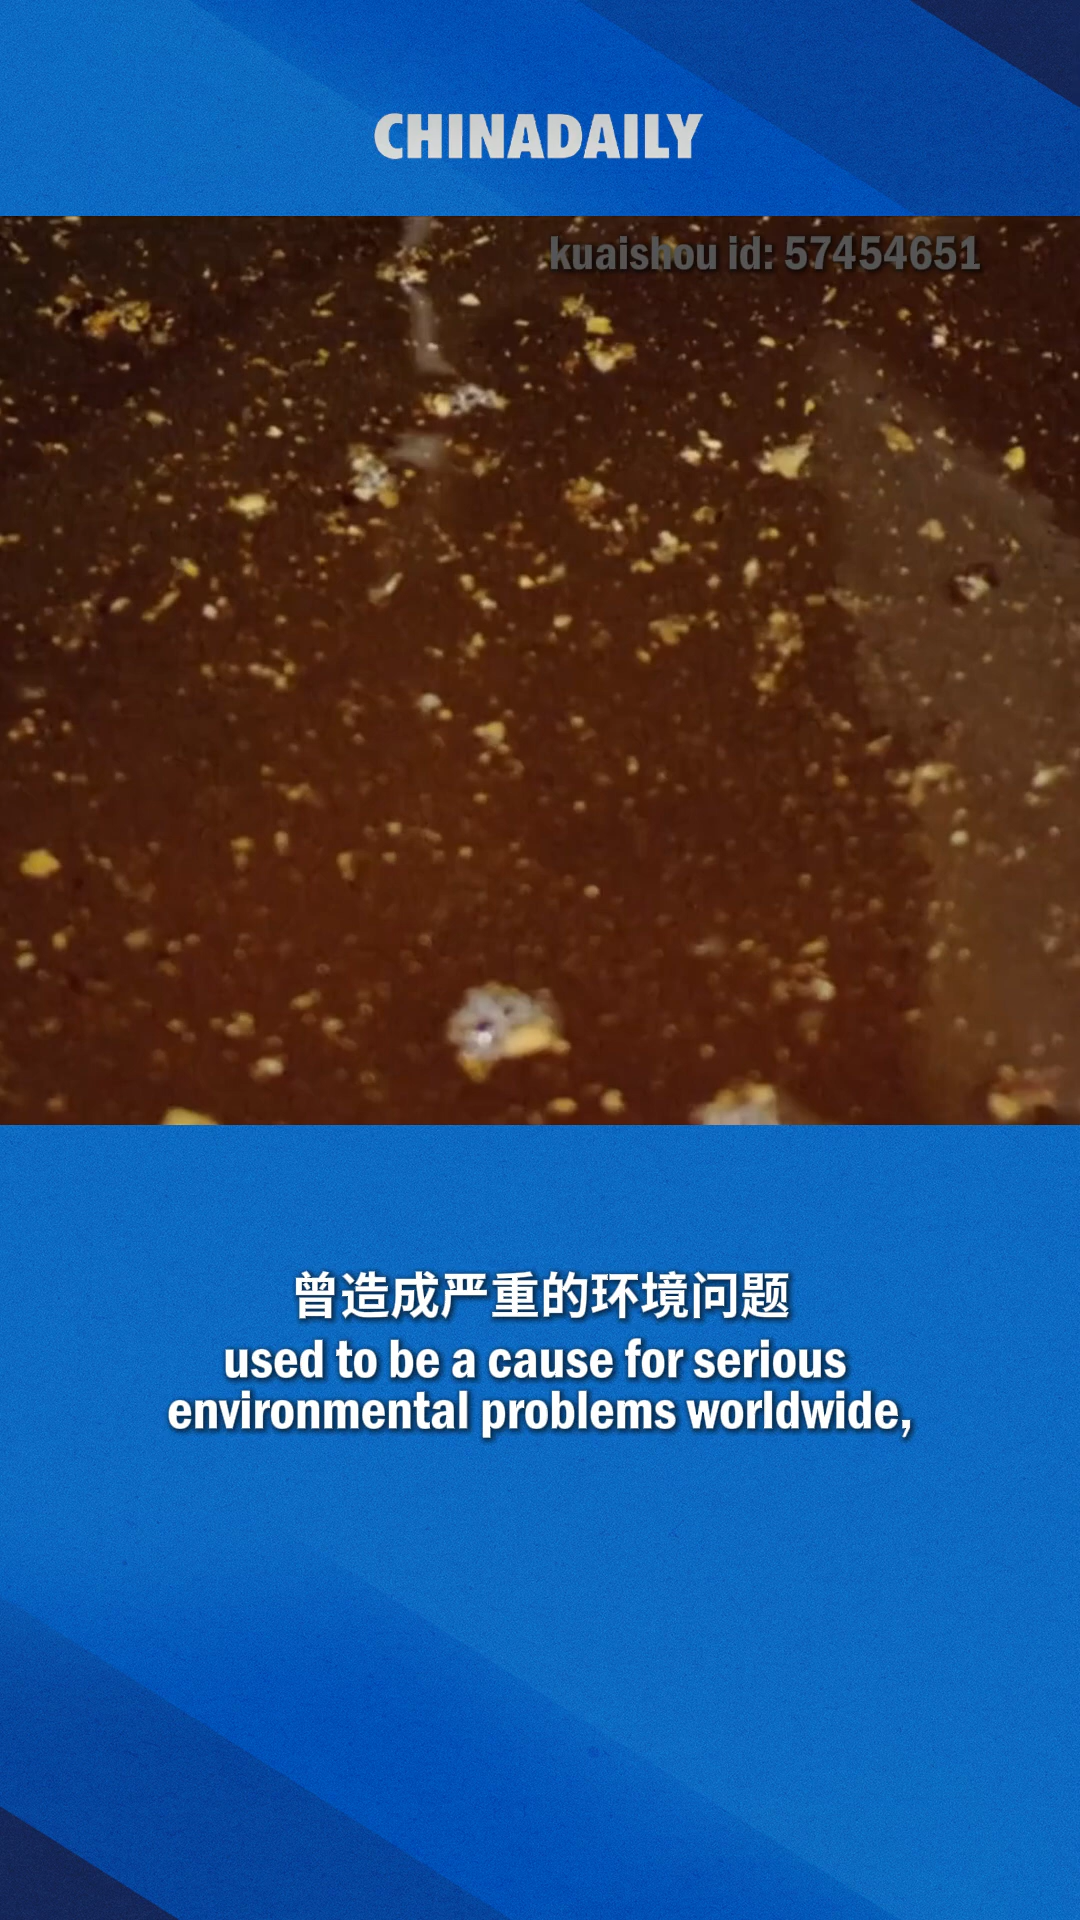 CHINADAILY
kuaishou id: 57454651
曾造成严重的环境问题
used to be a cause for serious
environmental problems worldwide,